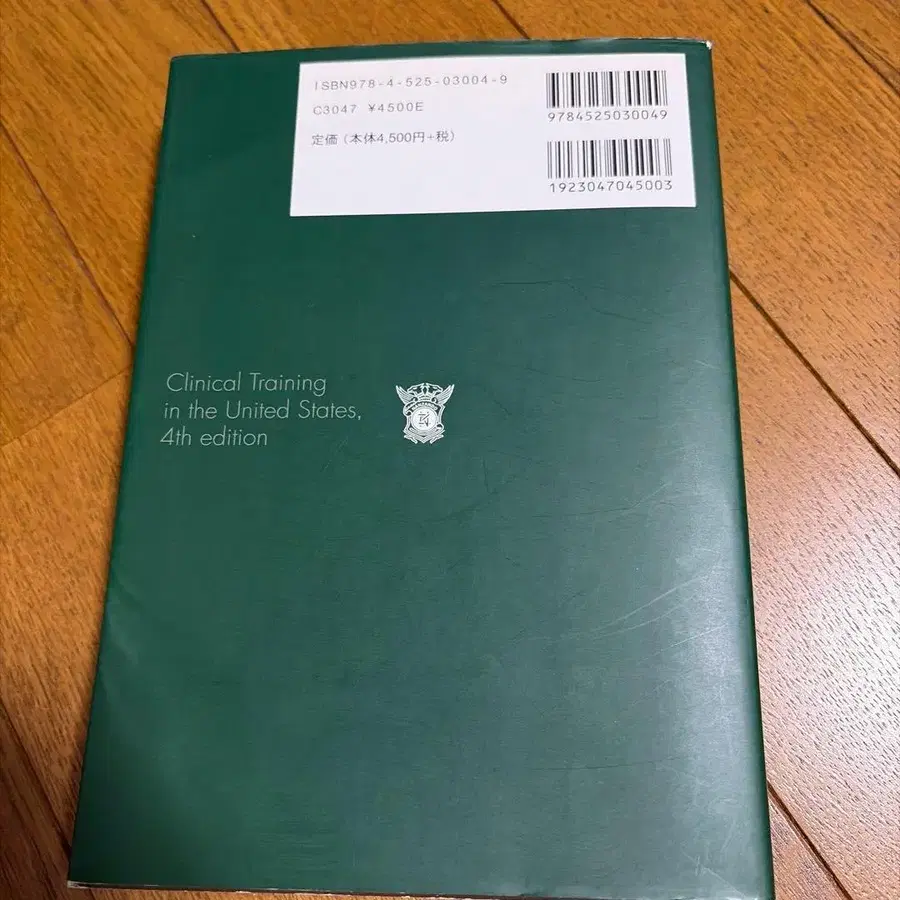 ISBN978-4-525-03004-9
C3047 ¥4500E
定価（本体4,500円+税）
9784525030049
1923047045003
Clinical Training
in the United States,
4th edition